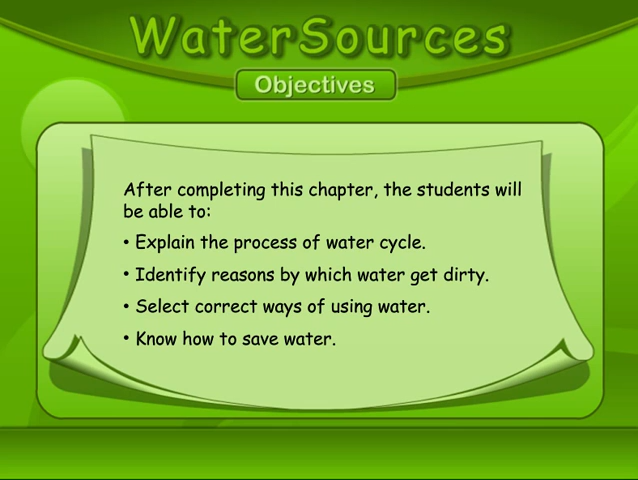 WaterSources
Objectives
After completing this chapter, the students will
be able to:
• Explain the process of water cycle.
• Identify reasons by which water get dirty.
• Select correct ways of using water.
• Know how to save water.